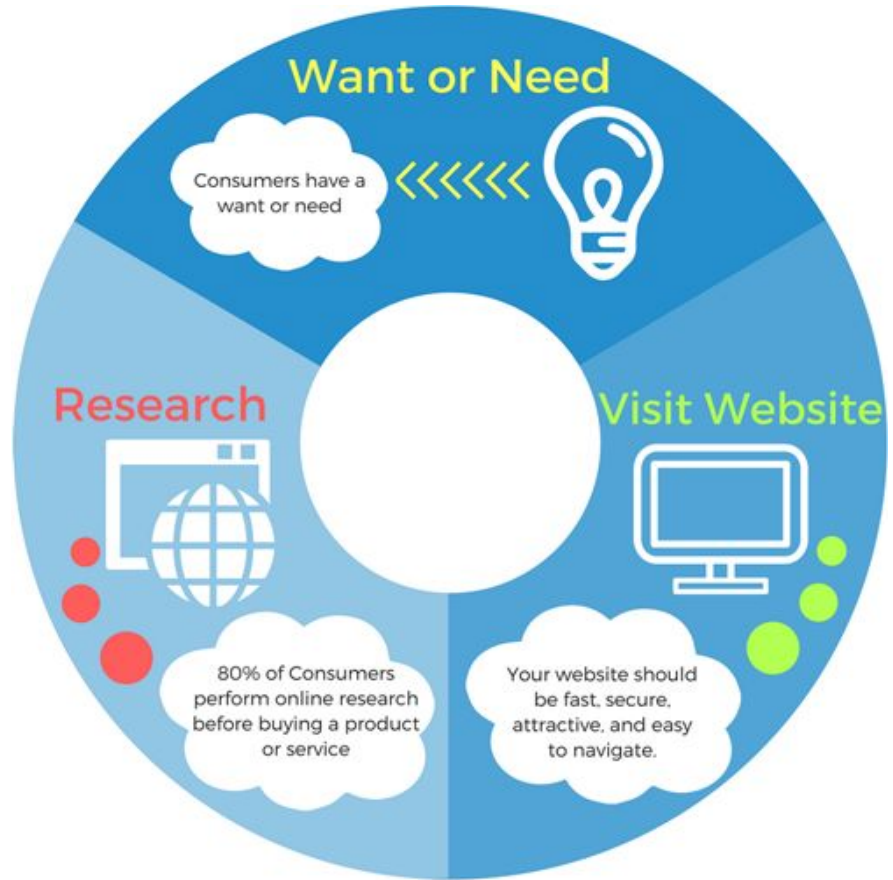 Want or Need
Consumers have a
want or need
Research
80% of Consumers
perform online research
before buying a product
or service
Visit Website
Your website should
be fast, secure,
attractive, and easy
to navigate.